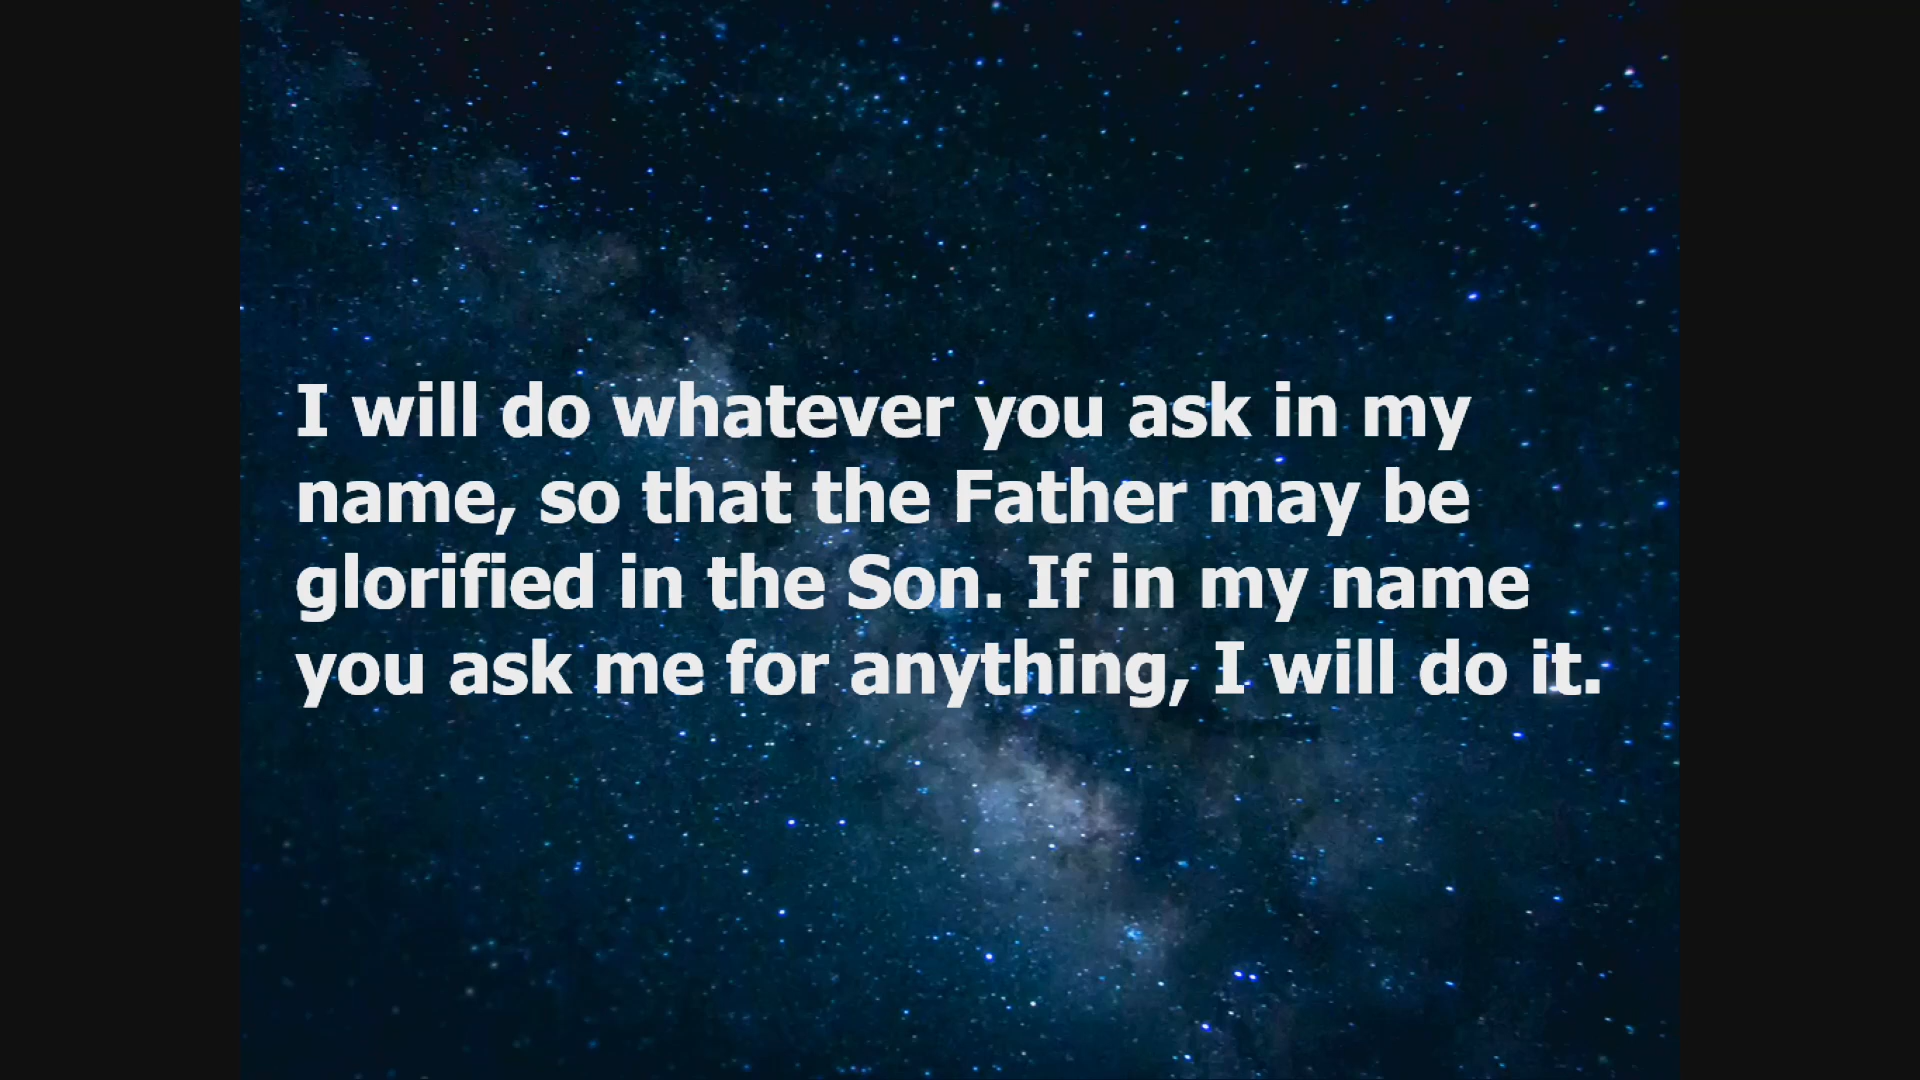 I will do whatever you ask in my
name, so that the Father may be
glorified in the Son. If in my name
you ask me for anything, I will do it.